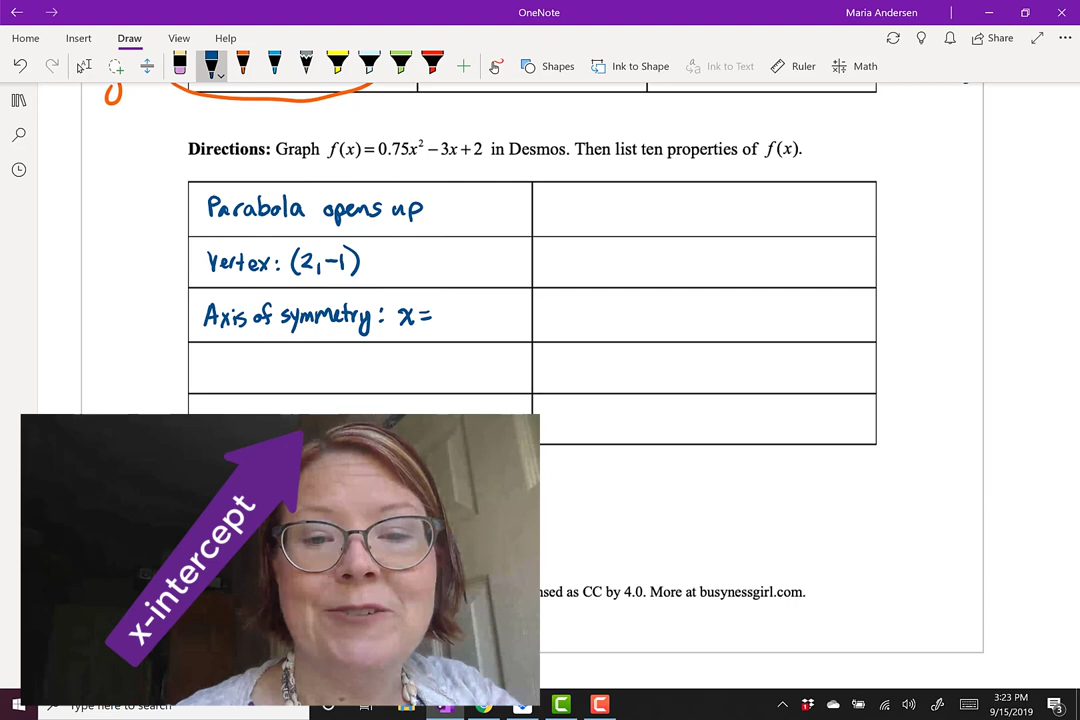 OneNote
Maria Andersen
Home Insert Draw View Help
Share
Shapes Ink to Shape Ink to Text Ruler Math
Directions: Graph f(x) = 0.75x² − 3x + 2 in Desmos. Then list ten properties of f(x).
Parabola opens up
Vertex: (2, -1)
Axis of symmetry: x =
x-intercept
nsed as CC by 4.0. More at busynessgirl.com.
here to search
3:23 PM
9/15/2019
3